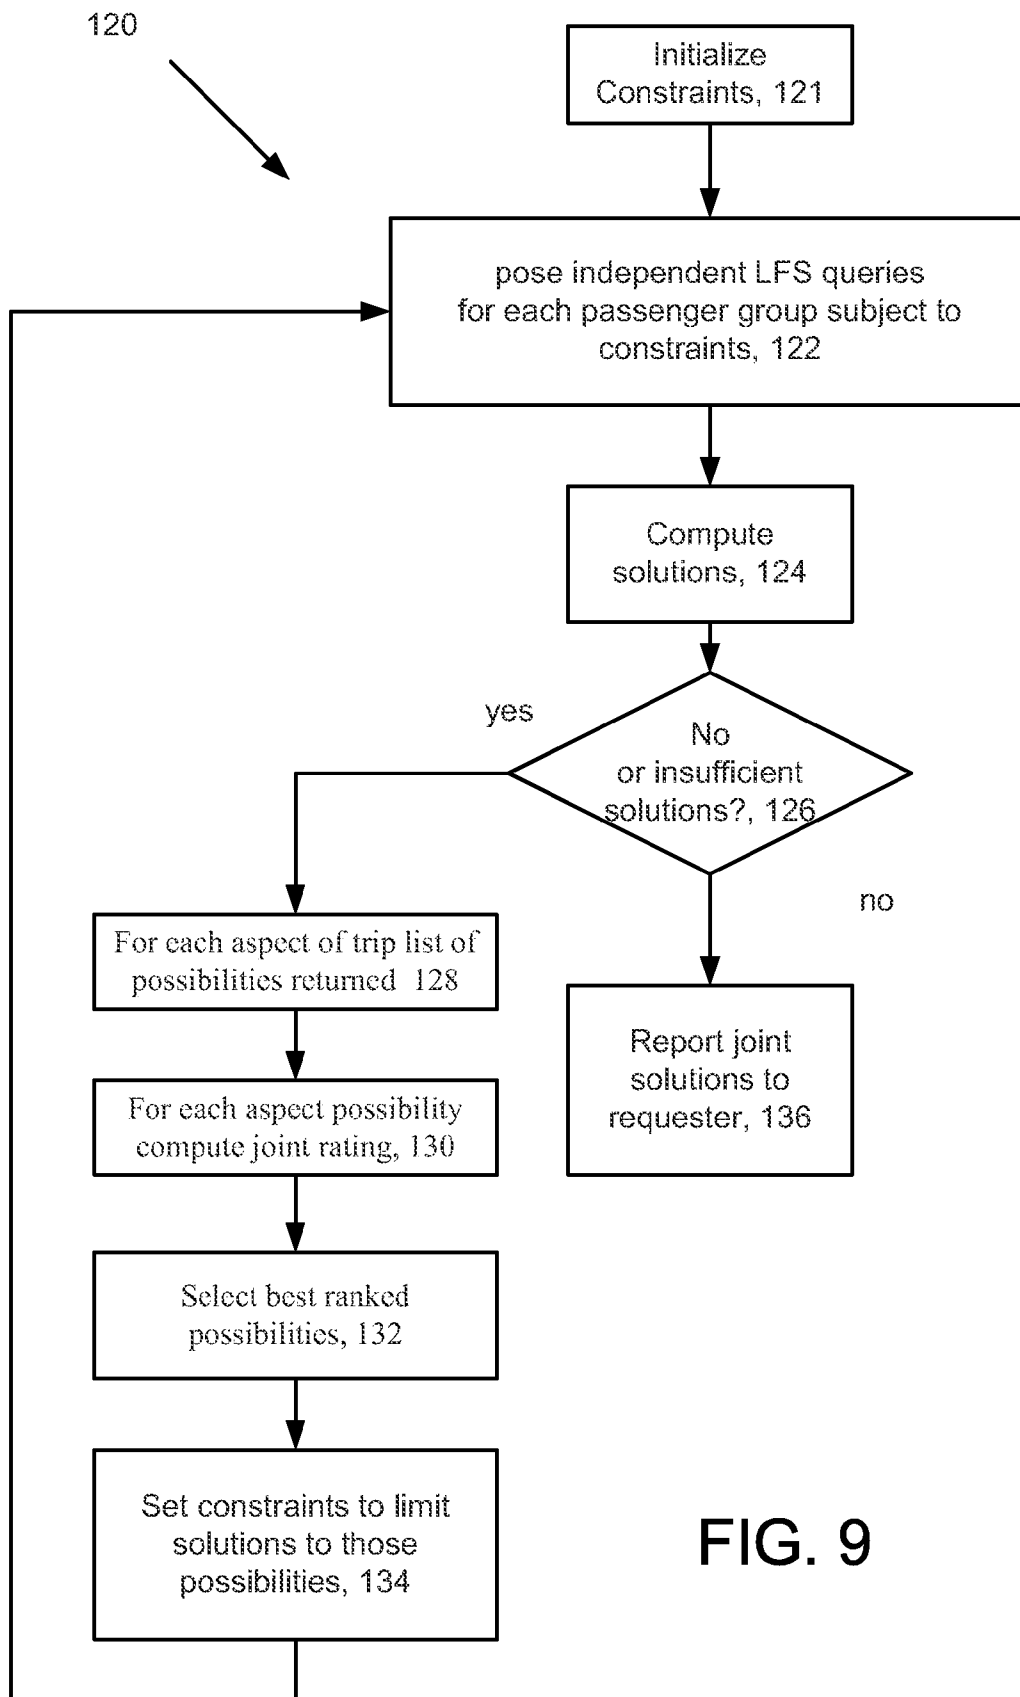 120
Initialize
Constraints, 121
pose independent LFS queries
for each passenger group subject to
constraints, 122
Compute
solutions, 124
yes
No
or insufficient
solutions?, 126
no
For each aspect of trip list of
possibilities returned  128
Report joint
solutions to
requester, 136
For each aspect possibility
compute joint rating, 130
Select best ranked
possibilities, 132
Set constraints to limit
solutions to those
possibilities, 134
FIG. 9